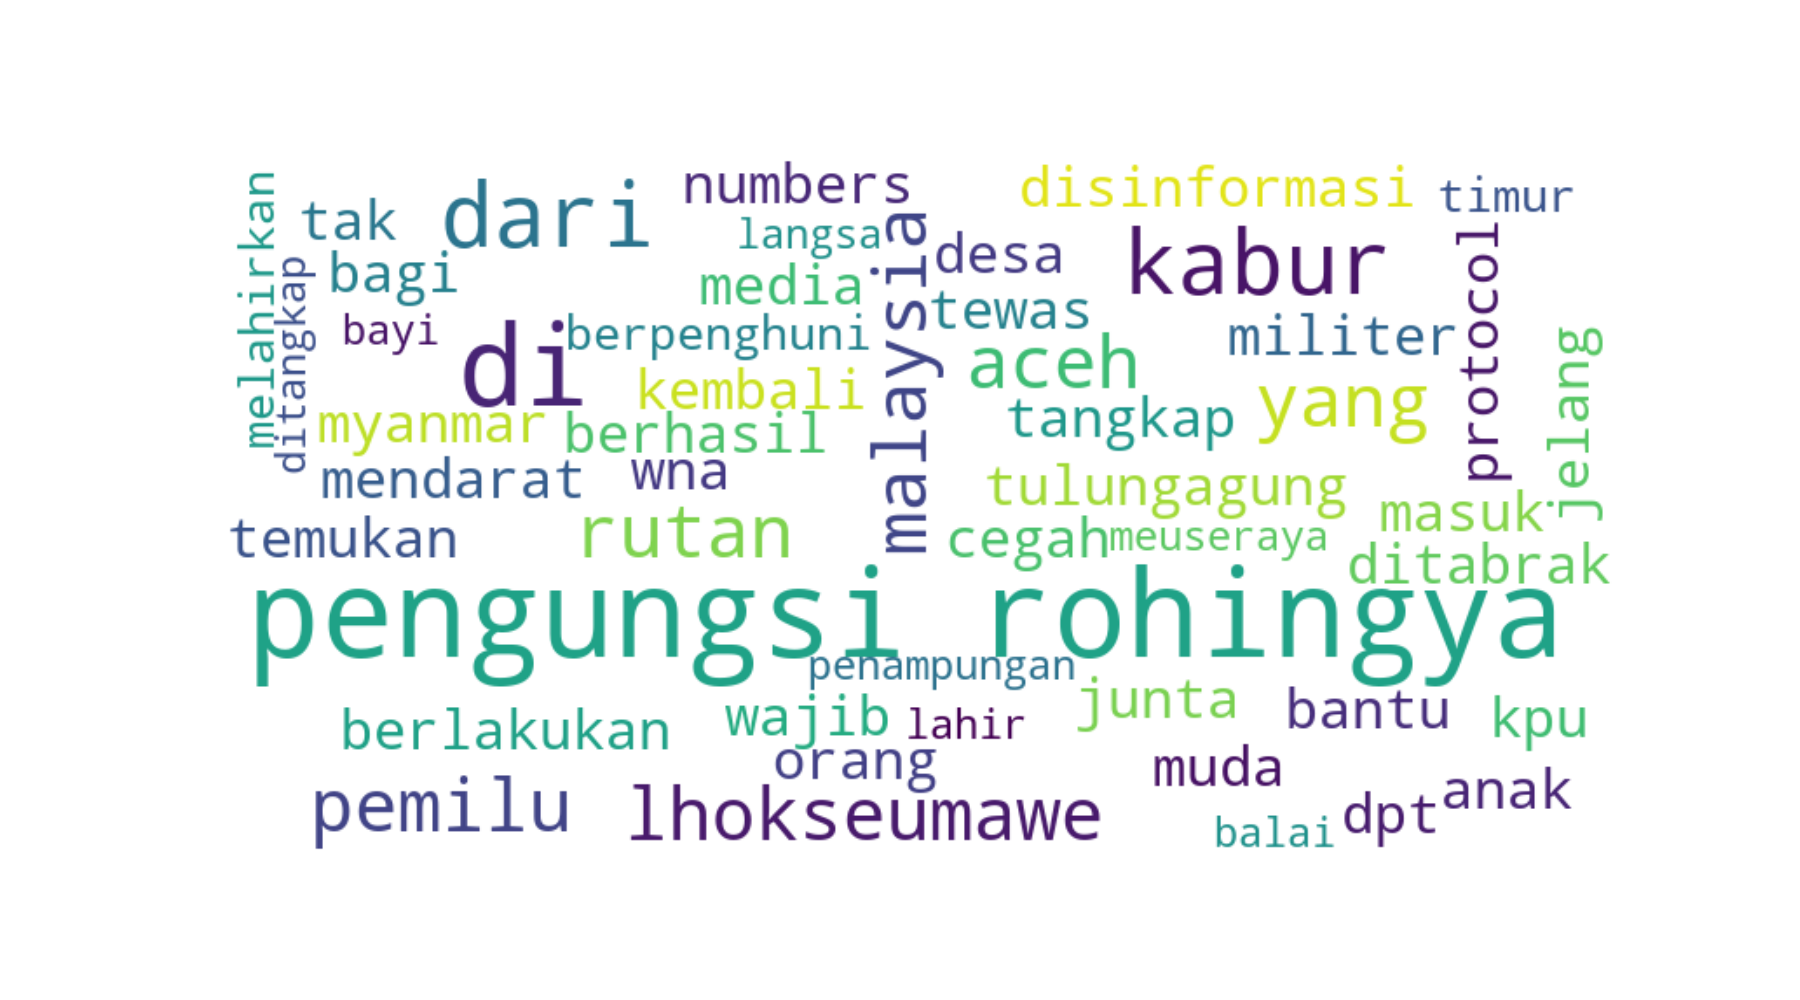 melahirkan
ditangkap
tak
dari
numbers
disinformasi
timur
bagi
langsa
malaysia
desa
kabur
protocol
media
bayi
di
berpenghuni
tewas
militer
jelang
aceh
kembali
yang
myanmar
berhasil
tangkap
mendarat
wna
tulungagung
masuk
temukan
rutan
cegah
meuseraya
ditabrak
pengungsi rohingya
penampungan
berlakukan
wajib
lahir
junta
bantu
kpu
orang
muda
anak
pemilu
lhokseumawe
balai
dpt